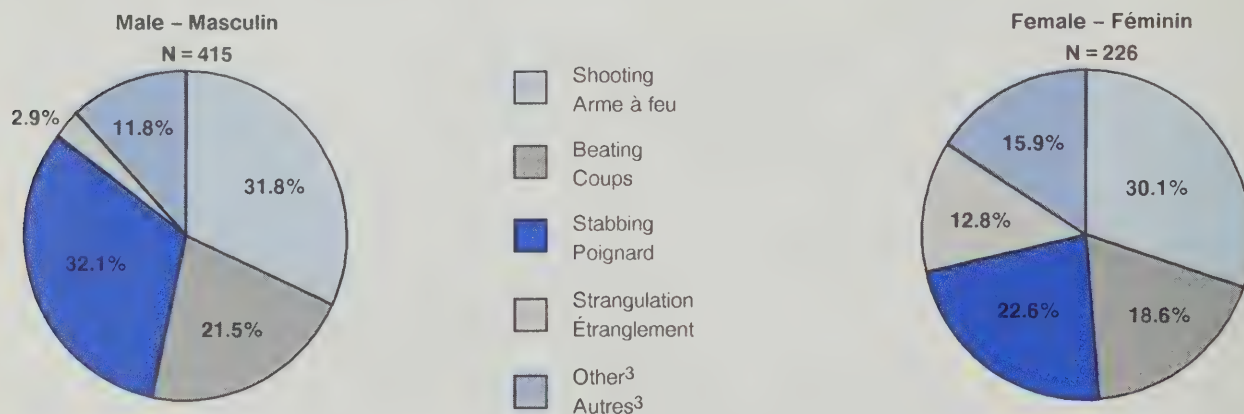 Male – Masculin
N = 415
2.9%
11.8%
31.8%
32.1%
21.5%
Shooting
Arme à feu
Beating
Coups
Stabbing
Poignard
Strangulation
Étranglement
Other3
Autres3
Female – Féminin
N = 226
15.9%
30.1%
12.8%
22.6%
18.6%